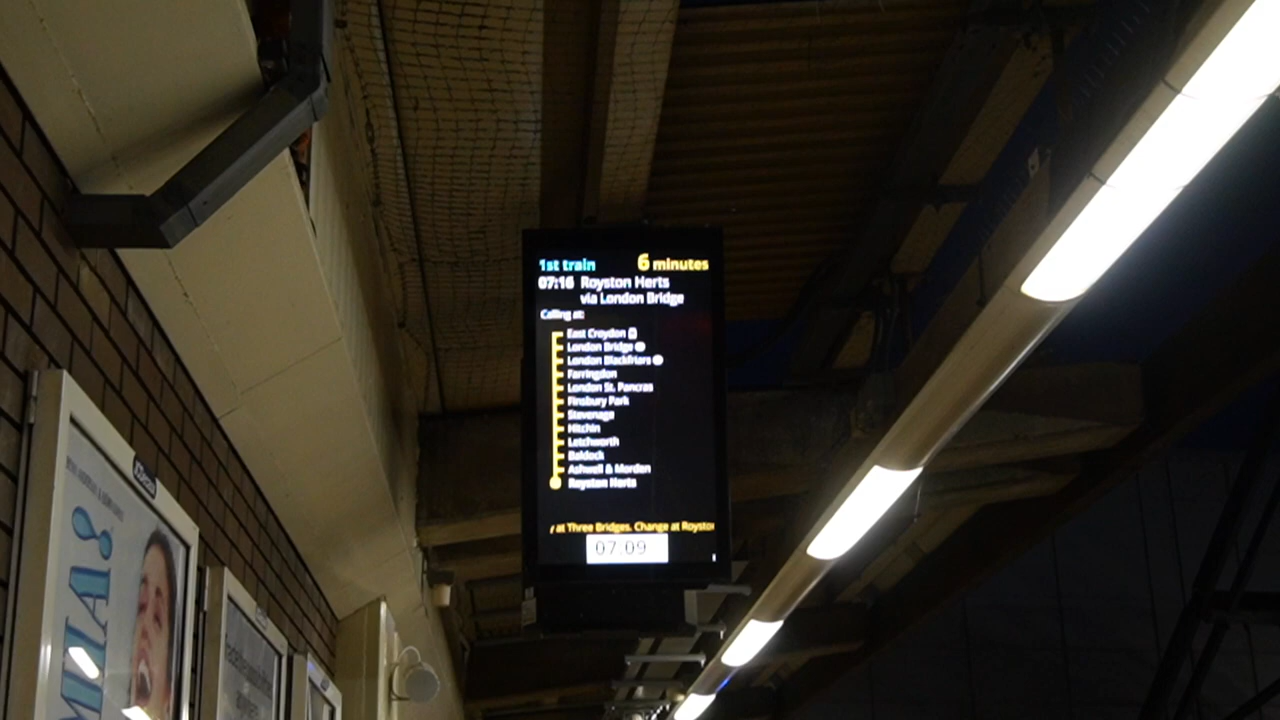 1st train 6 minutes
07:16 Royston Herts
via London Bridge
Calling at:
East Croydon
London Bridge
London Blackfriars
Farringdon
London St. Pancras
Finsbury Park
Stevenage
Hitchin
Letchworth
Baldock
Ashwell & Morden
Royston Herts
at Three Bridges. Change at Royston
07:09
MIA!